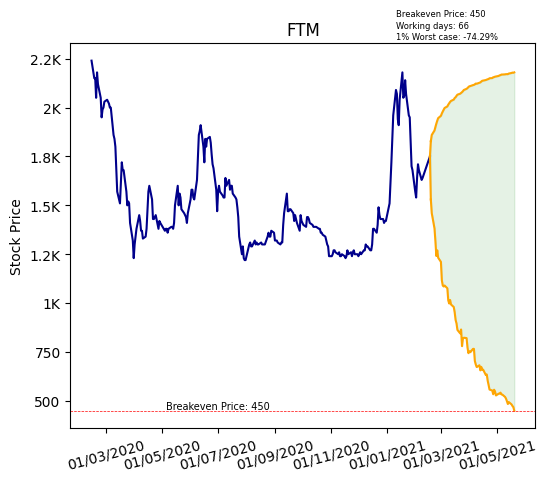 Breakeven Price: 450
Working days: 66
1% Worst case: -74.29%
FTM
2.2K
2K
1.8K
1.5K
1.2K
1K
750
500
Stock Price
Breakeven Price: 450
01/03/2020
01/05/2020
01/07/2020
01/09/2020
01/11/2020
01/01/2021
01/03/2021
01/05/2021